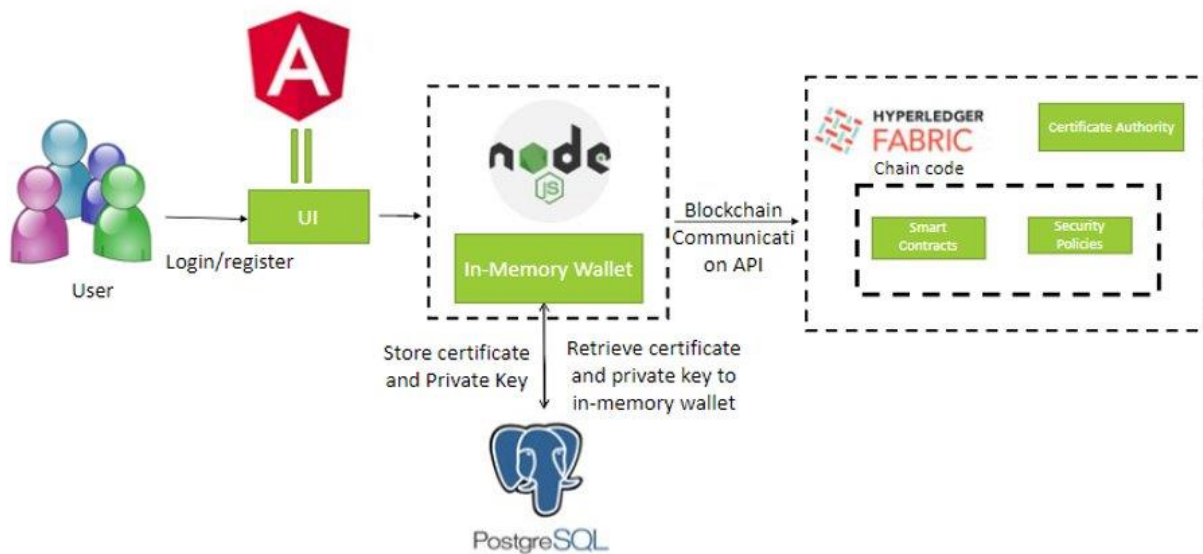 A
User
Login/register
UI
node
JS
In-Memory Wallet
Store certificate
and Private Key
Retrieve certificate
and private key to
in-memory wallet
PostgreSQL
Blockchain
Communicati
on API
HYPERLEDGER
FABRIC
Chain code
Certificate Authority
Smart
Contracts
Security
Policies